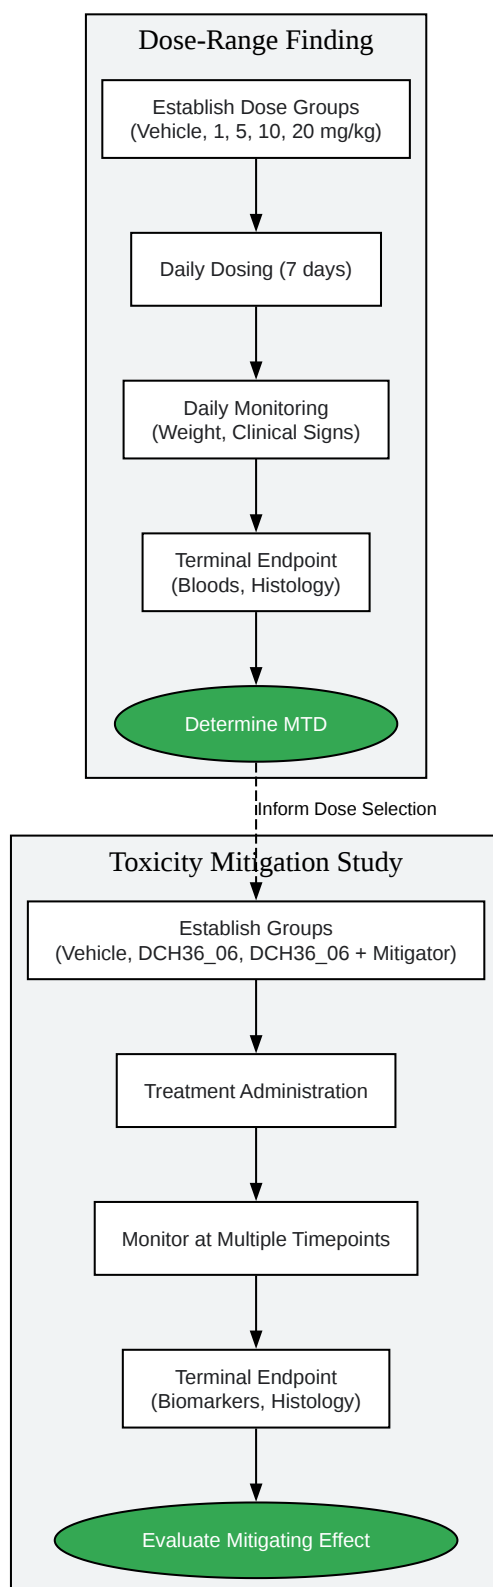 Dose-Range Finding
Establish Dose Groups
(Vehicle, 1, 5, 10, 20 mg/kg)
Daily Dosing (7 days)
Daily Monitoring
(Weight, Clinical Signs)
Terminal Endpoint
(Bloods, Histology)
Determine MTD
Inform Dose Selection
Toxicity Mitigation Study
Establish Groups
(Vehicle, DCH36_06, DCH36_06 + Mitigator)
Treatment Administration
Monitor at Multiple Timepoints
Terminal Endpoint
(Biomarkers, Histology)
Evaluate Mitigating Effect